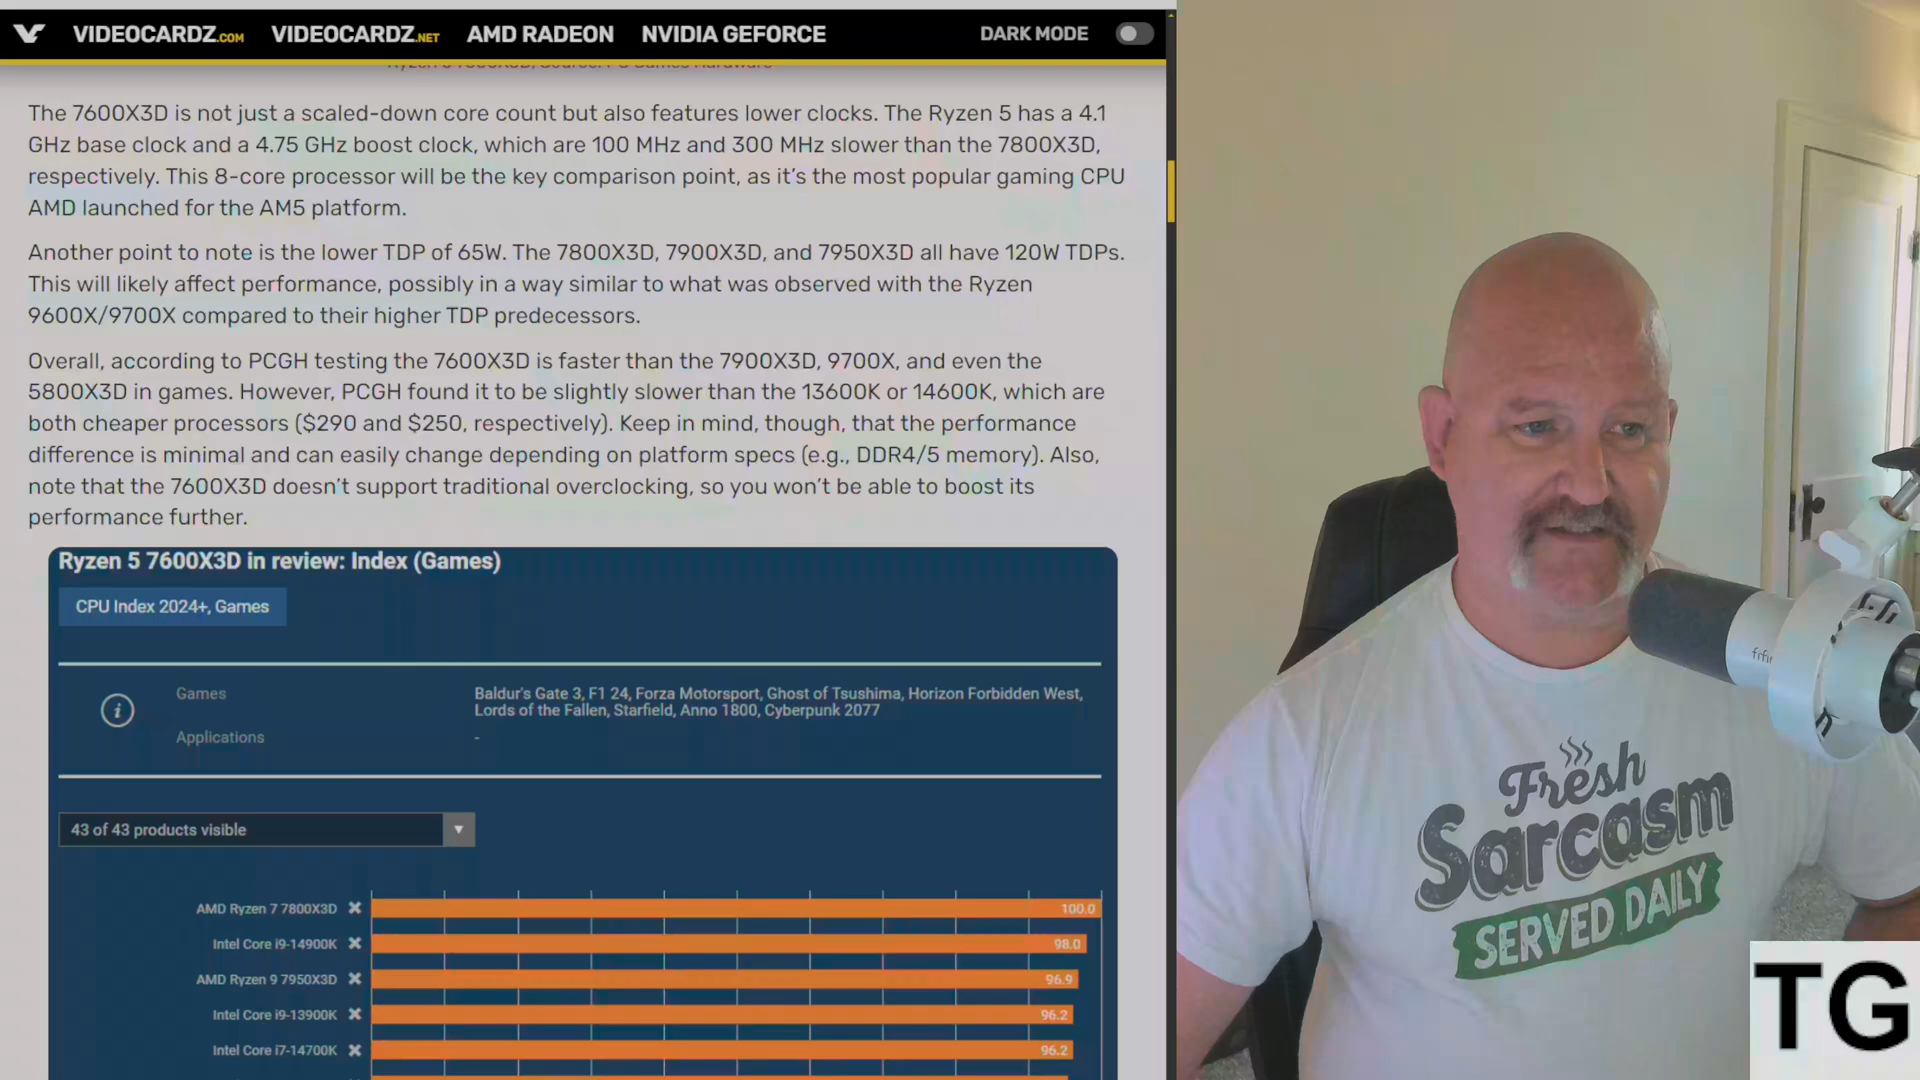 VIDEOCARDZ.COM VIDEOCARDZ.NET AMD RADEON NVIDIA GEFORCE DARK MODE
The 7600X3D is not just a scaled-down core count but also features lower clocks. The Ryzen 5 has a 4.1
GHz base clock and a 4.75 GHz boost clock, which are 100 MHz and 300 MHz slower than the 7800X3D,
respectively. This 8-core processor will be the key comparison point, as it's the most popular gaming CPU
AMD launched for the AM5 platform.
Another point to note is the lower TDP of 65W. The 7800X3D, 7900X3D, and 7950X3D all have 120W TDPs.
This will likely affect performance, possibly in a way similar to what was observed with the Ryzen
9600X/9700X compared to their higher TDP predecessors.
Overall, according to PCGH testing the 7600X3D is faster than the 7900X3D, 9700X, and even the
5800X3D in games. However, PCGH found it to be slightly slower than the 13600K or 14600K, which are
both cheaper processors ($290 and $250, respectively). Keep in mind, though, that the performance
difference is minimal and can easily change depending on platform specs (e.g., DDR4/5 memory). Also,
note that the 7600X3D doesn't support traditional overclocking, so you won't be able to boost its
performance further.
Ryzen 5 7600X3D in review: Index (Games)
CPU Index 2024+, Games
Games
Baldur's Gate 3, F1 24, Forza Motorsport, Ghost of Tsushima, Horizon Forbidden West,
Lords of the Fallen, Starfield, Anno 1800, Cyberpunk 2077
Applications -
43 of 43 products visible
AMD Ryzen 7 7800X3D 100.0
Intel Core i9-14900K 98.0
AMD Ryzen 9 7950X3D 96.9
Intel Core i9-13900K 96.2
Intel Core i7-14700K 96.2
Fresh
Sarcasm
SERVED DAILY
TG